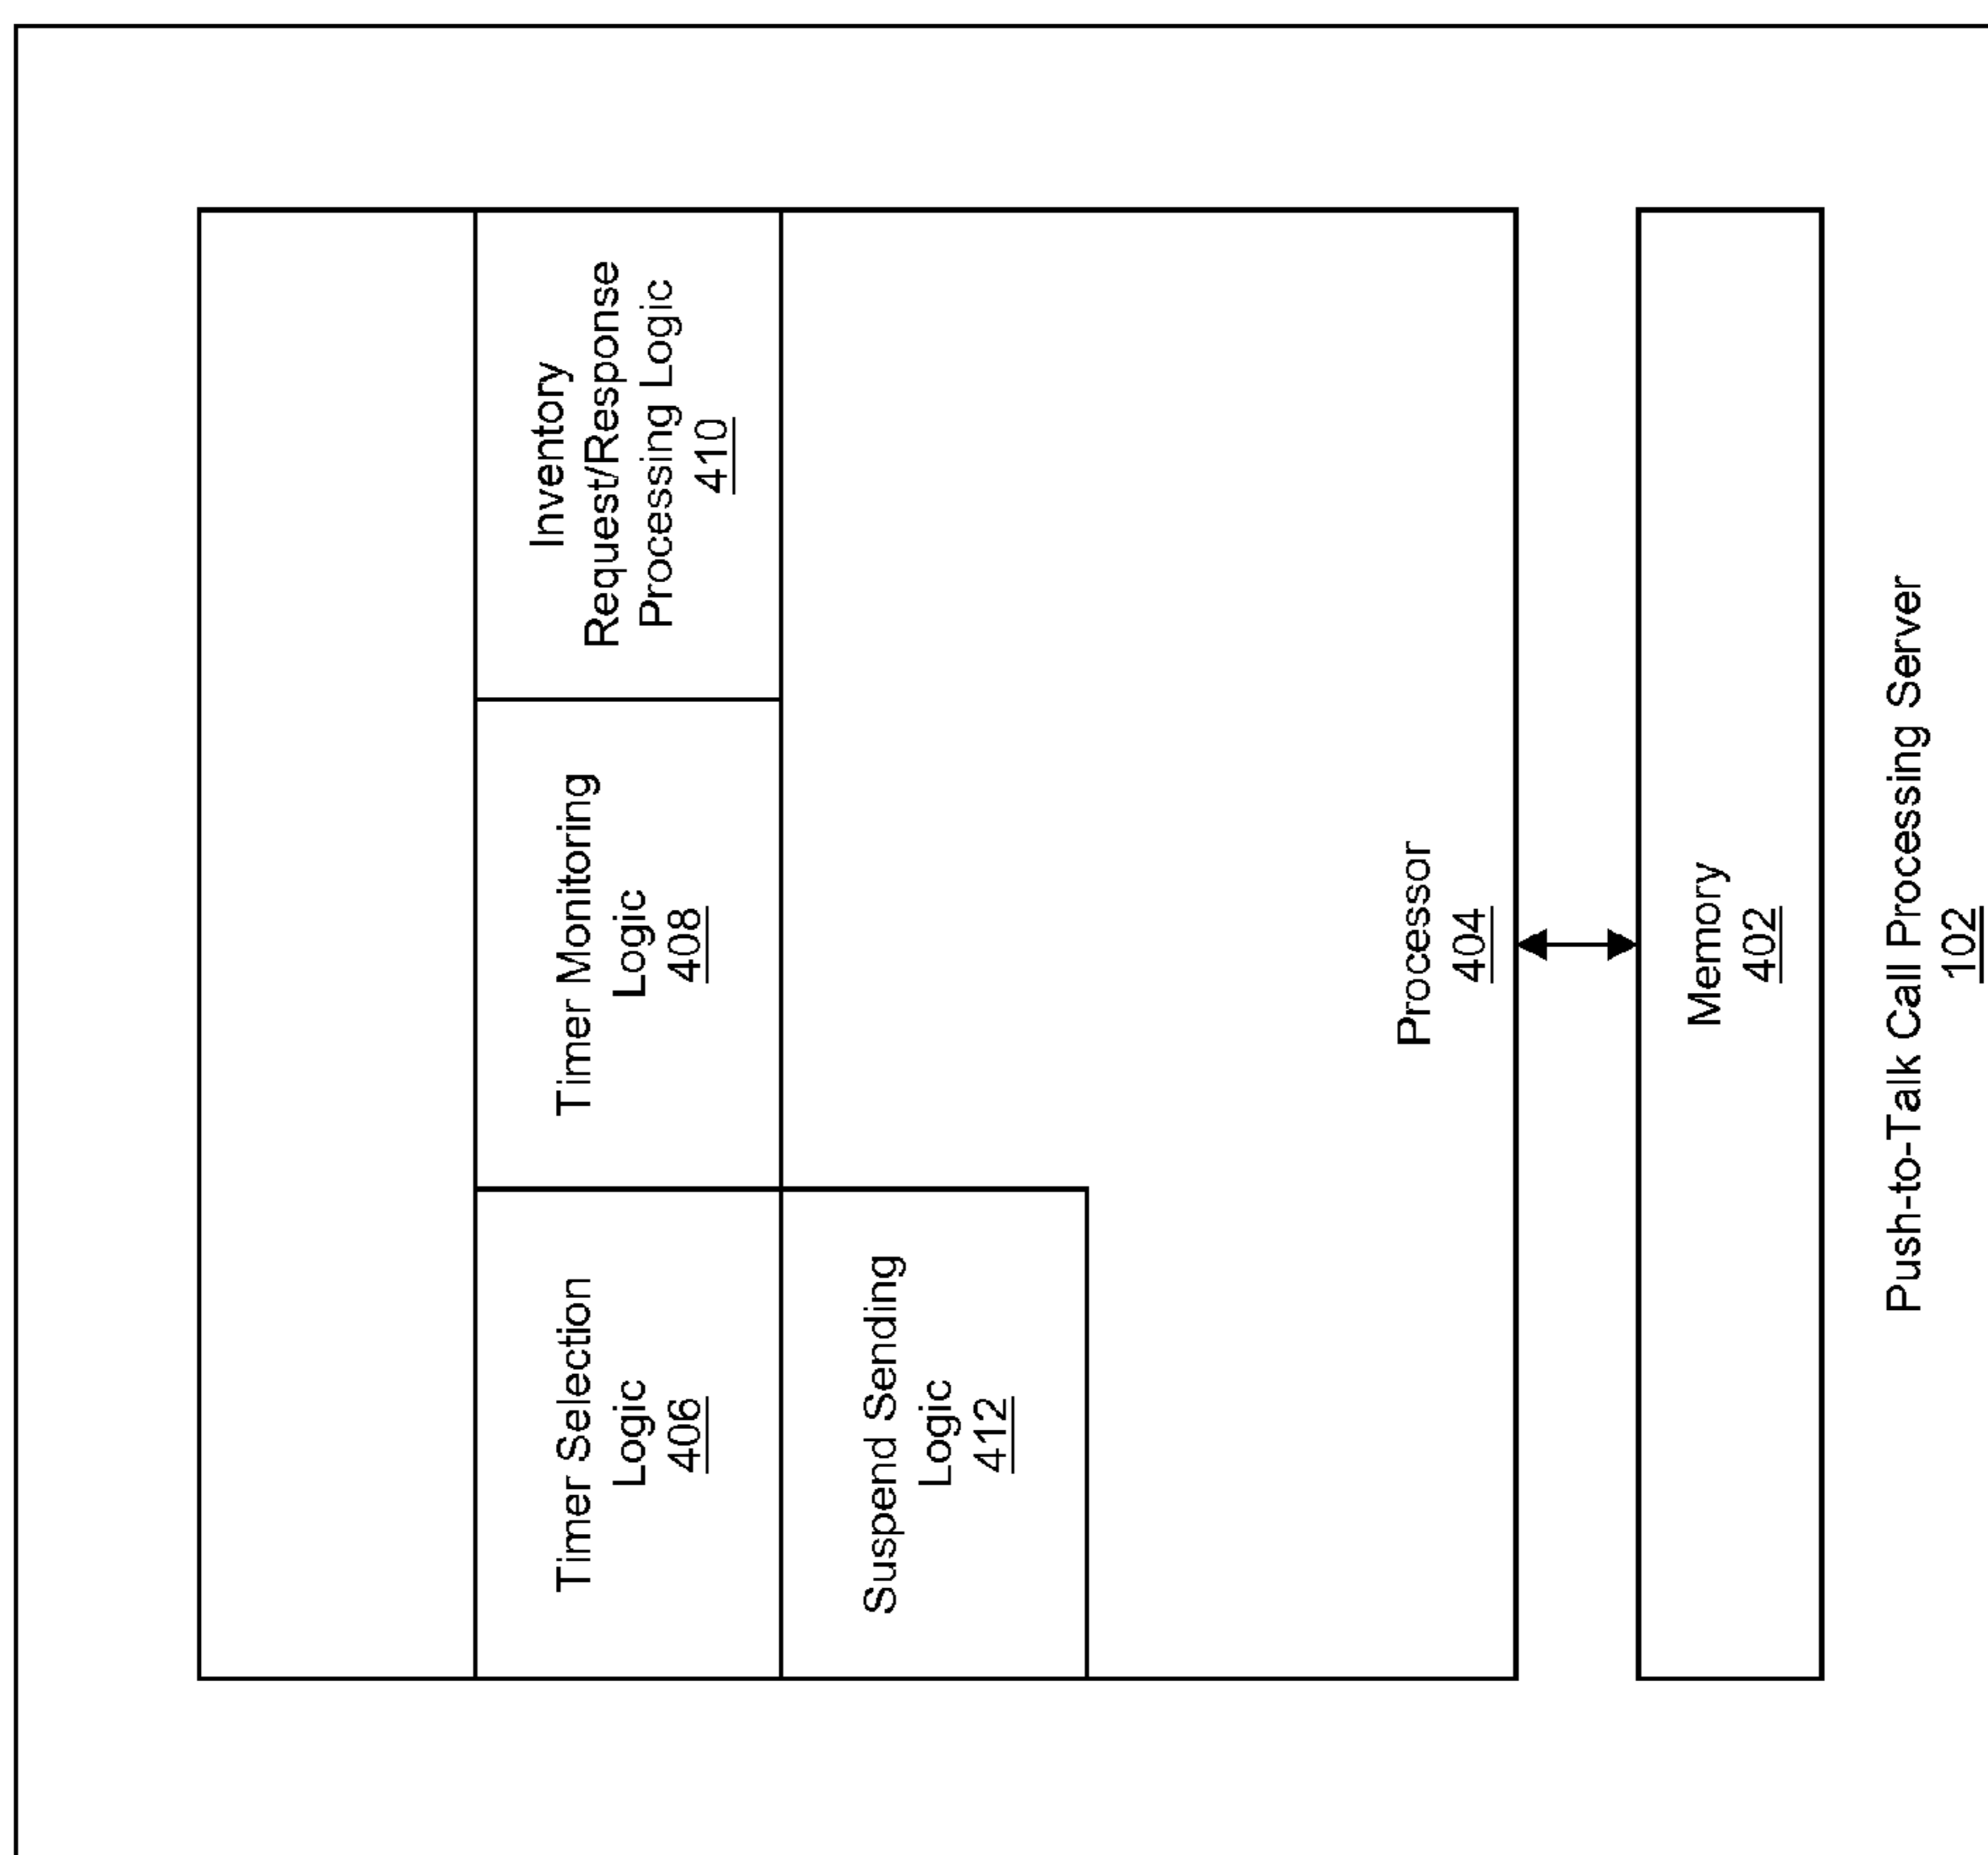 Timer Selection
Logic
406
Timer Monitoring
Logic
408
Inventory
Request/Response
Processing Logic
410
Suspend Sending
Logic
412
Processor
404
Memory
402
Push-to-Talk Call Processing Server
102